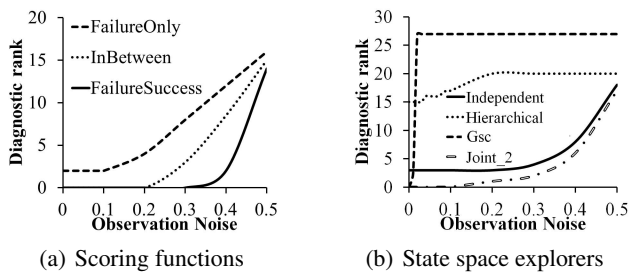 20
15
10
5
0
Diagnostic rank
FailureOnly
InBetween
FailureSuccess
0 0.1 0.2 0.3 0.4 0.5
Observation Noise
(a) Scoring functions
30
25
20
15
10
5
0
Diagnostic rank
Independent
Hierarchical
Gsc
Joint_2
0 0.1 0.2 0.3 0.4 0.5
Observation Noise
(b) State space explorers